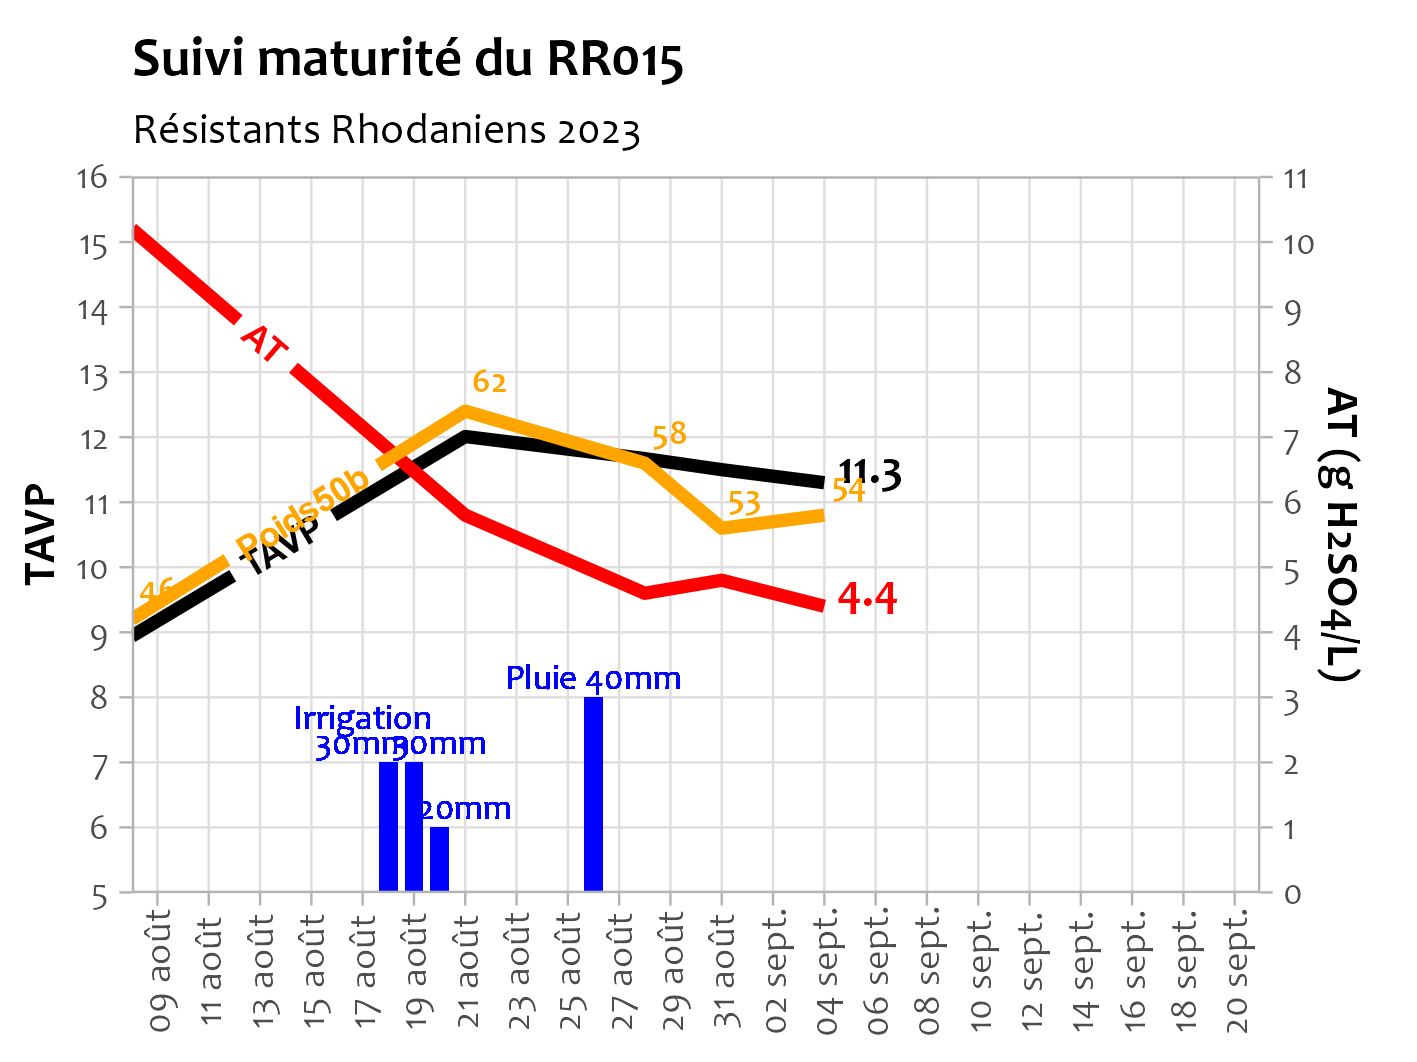 Suivi maturité du RR015
Résistants Rhodaniens 2023
16
15
14
13
12
11
10
9
8
7
6
5
TAVP
11
10
9
8
7
6
5
4
3
2
1
0
AT (g H2SO4/L)
AT
Poids50b
TAVP
46
62
58
53
54
11.3
4.4
Pluie 40mm
Irrigation
30mm
30mm
20mm
09 août
11 août
13 août
15 août
17 août
19 août
21 août
23 août
25 août
27 août
29 août
31 août
02 sept.
04 sept.
06 sept.
08 sept.
10 sept.
12 sept.
14 sept.
16 sept.
18 sept.
20 sept.